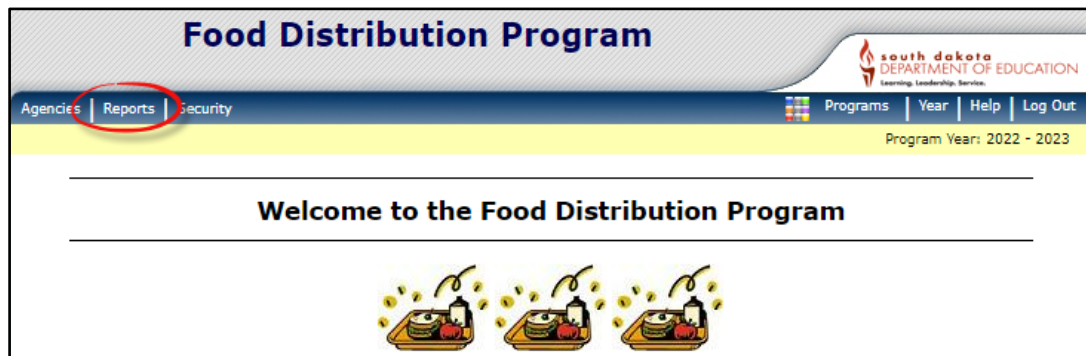 Food Distribution Program
south dakota
DEPARTMENT OF EDUCATION
Learning. Leadership. Service.
Agencies | Reports | Security
Programs | Year | Help | Log Out
Program Year: 2022 - 2023
Welcome to the Food Distribution Program